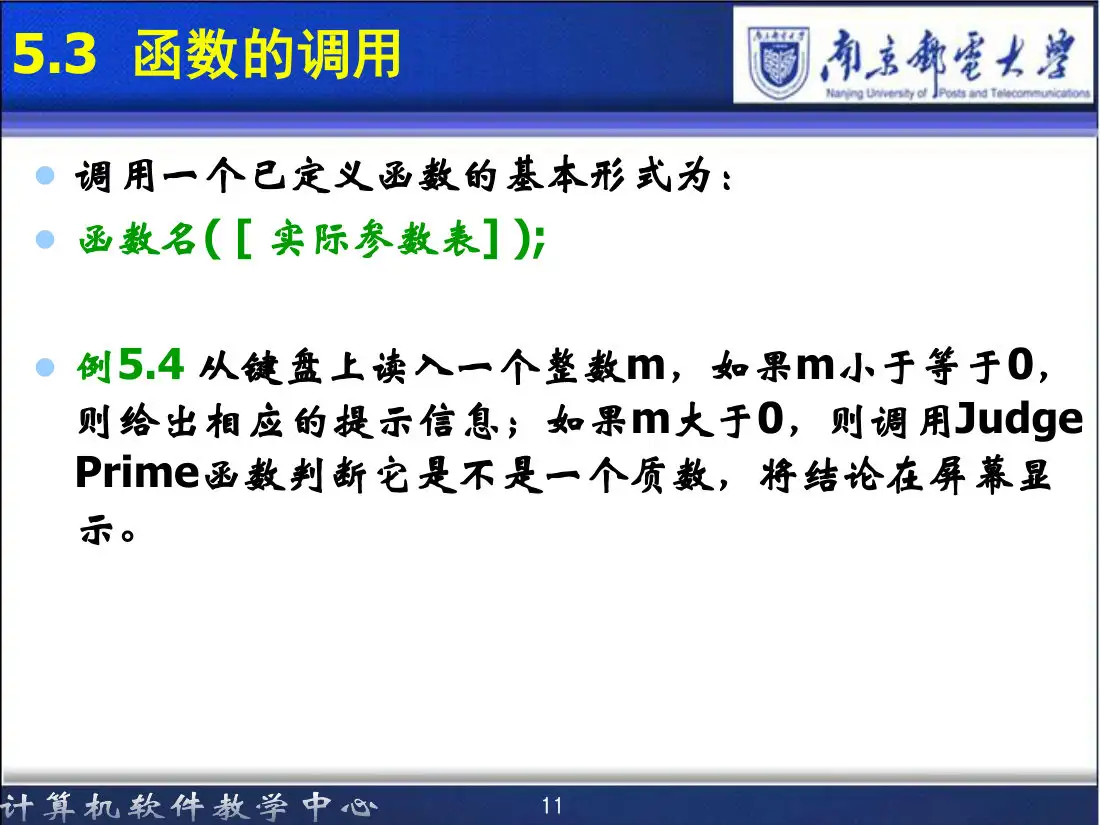 5.3 函数的调用
南京邮电大学
Nanjing University of Posts and Telecommunications
调用一个已定义函数的基本形式为：
函数名( [ 实际参数表] );
例5.4 从键盘上读入一个整数m，如果m小于等于0，
则给出相应的提示信息；如果m大于0，则调用Judge
Prime函数判断它是不是一个质数，将结论在屏幕显
示。
计算机软件教学中心
11